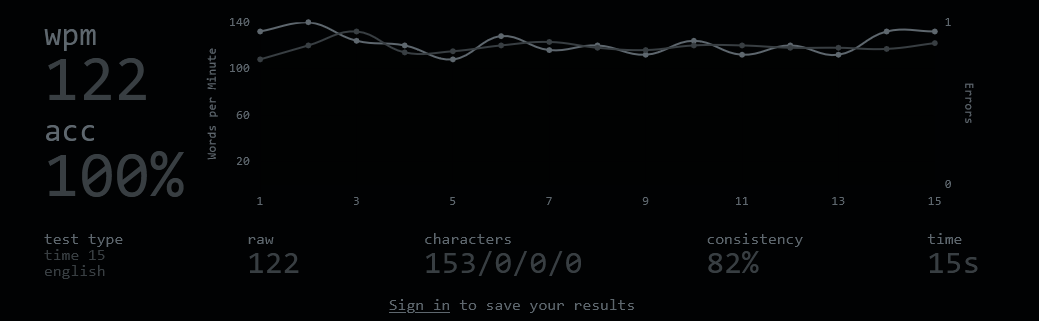 wpm
122
acc
100%
140
100
60
20
Words per Minute
1
0
Errors
1 3 5 7 9 11 13 15
test type
time 15
english
raw
122
characters
153/0/0/0
consistency
82%
time
15s
Sign in to save your results